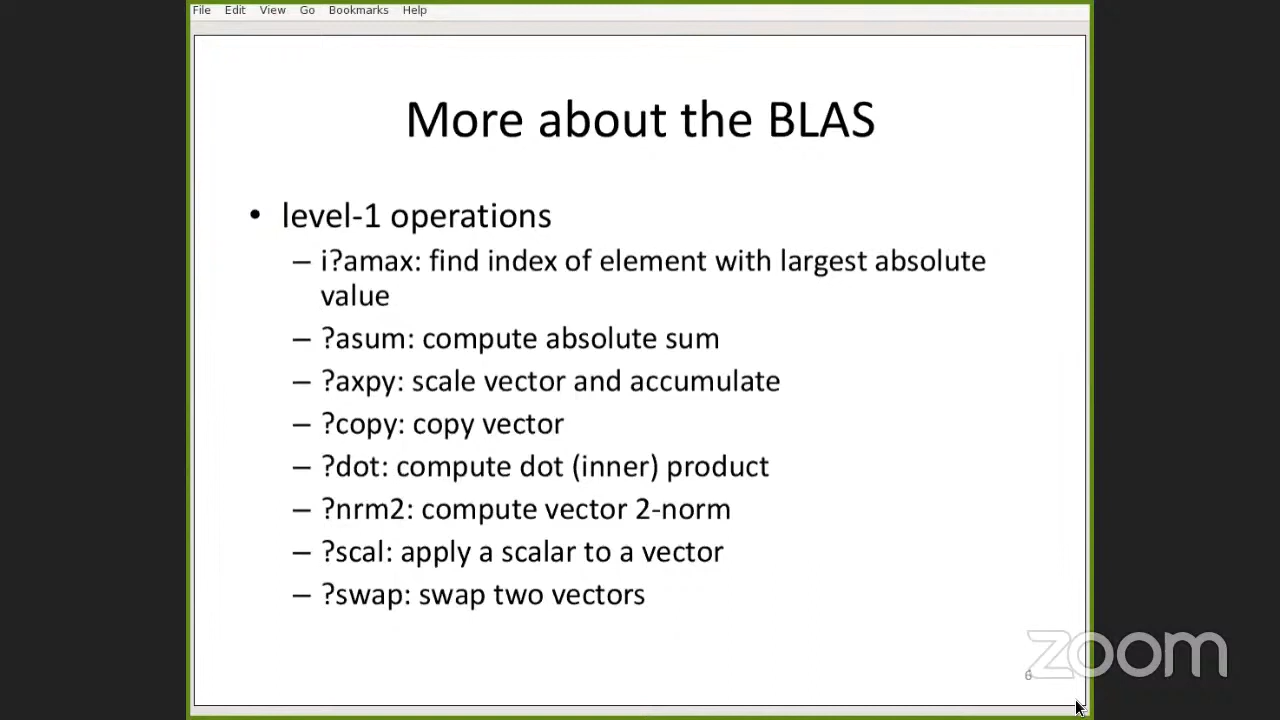 File Edit View Go Bookmarks Help
More about the BLAS
• level-1 operations
– i?amax: find index of element with largest absolute
value
– ?asum: compute absolute sum
– ?axpy: scale vector and accumulate
– ?copy: copy vector
– ?dot: compute dot (inner) product
– ?nrm2: compute vector 2-norm
– ?scal: apply a scalar to a vector
– ?swap: swap two vectors
zoom
6